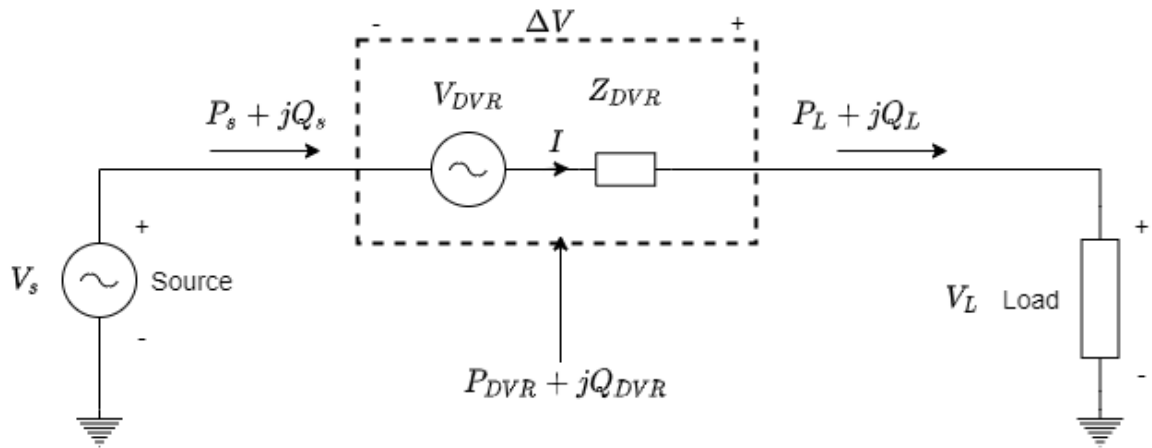 - ΔV +
V_DVR Z_DVR
P_s + jQ_s I P_L + jQ_L
+ +
V_s Source V_L Load
- -
P_DVR + jQ_DVR